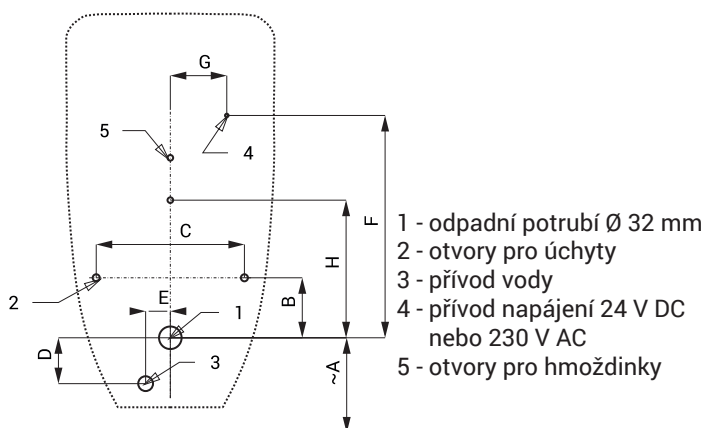 G
5
4
F
C
H
2
E
1
B
D
3
~A
1 - odpadní potrubí Ø 32 mm
2 - otvory pro úchyty
3 - přívod vody
4 - přívod napájení 24 V DC
nebo 230 V AC
5 - otvory pro hmoždinky